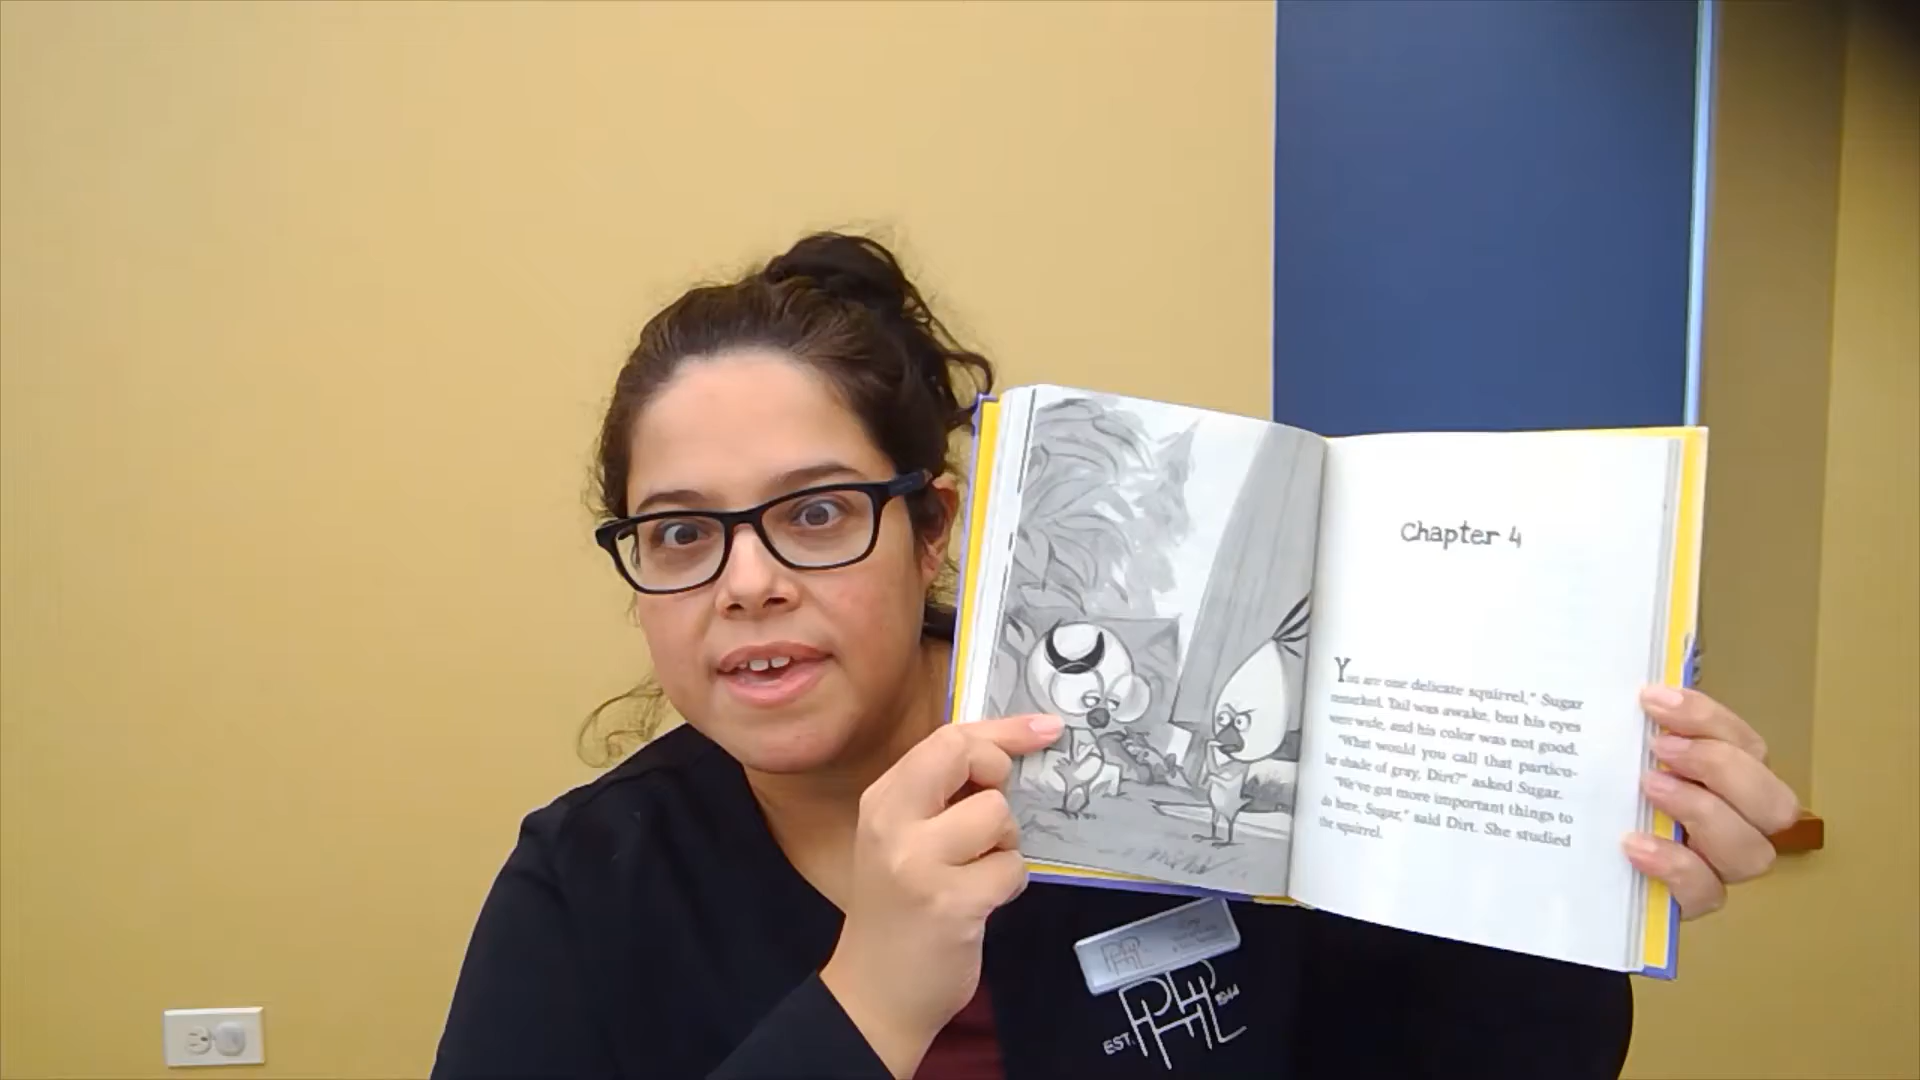 Chapter 4
You are one delicate squirrel," Sugar
remarked. Tail was awake, but his eyes
were wide, and his color was not good.
"What would you call that particu-
lar shade of gray, Dirt?" asked Sugar.
"We've got more important things to
do here, Sugar," said Dirt. She studied
the squirrel.
PHPL
EST. 1944